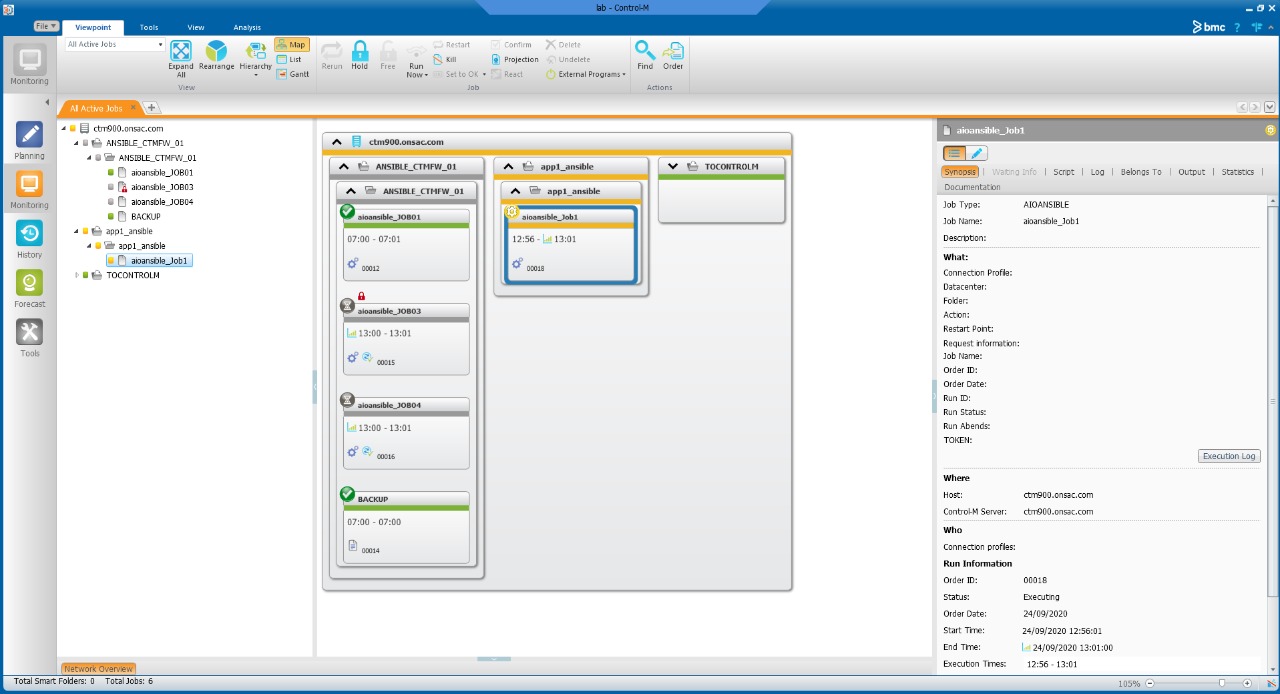 lab - Control-M
File
Viewpoint
Tools
View
Analysis
bmc
?
All Active Jobs
Expand All
Rearrange
Hierarchy
Map
List
Gantt
View
Rerun
Hold
Free
Run Now
Restart
Kill
Set to OK
Confirm
Projection
React
Delete
Undelete
External Programs
Job
Find
Order
Actions
Monitoring
Planning
Monitoring
History
Forecast
Tools
All Active Jobs
ctm900.onsac.com
ANSIBLE_CTMFW_01
ANSIBLE_CTMFW_01
aioansible_JOB01
aioansible_JOB03
aioansible_JOB04
BACKUP
app1_ansible
app1_ansible
aioansible_Job1
TOCONTROLM
ctm900.onsac.com
ANSIBLE_CTMFW_01
ANSIBLE_CTMFW_01
aioansible_JOB01
07:00 - 07:01
00012
aioansible_JOB03
13:00 - 13:01
00015
aioansible_JOB04
13:00 - 13:01
00016
BACKUP
07:00 - 07:00
00014
app1_ansible
app1_ansible
aioansible_Job1
12:56 - 13:01
00018
TOCONTROLM
aioansible_Job1
Synopsis | Waiting Info | Script | Log | Belongs To | Output | Statistics |
Documentation
Job Type: AIOANSIBLE
Job Name: aioansible_Job1
Description:
What:
Connection Profile:
Datacenter:
Folder:
Action:
Restart Point:
Request information:
Job Name:
Order ID:
Order Date:
Run ID:
Run Status:
Run Abends:
TOKEN:
Execution Log
Where
Host: ctm900.onsac.com
Control-M Server: ctm900.onsac.com
Who
Connection profiles:
Run Information
Order ID: 00018
Status: Executing
Order Date: 24/09/2020
Start Time: 24/09/2020 12:56:01
End Time: 24/09/2020 13:01:00
Execution Times: 12:56 - 13:01
Network Overview
Total Smart Folders: 0 Total Jobs: 6
105%